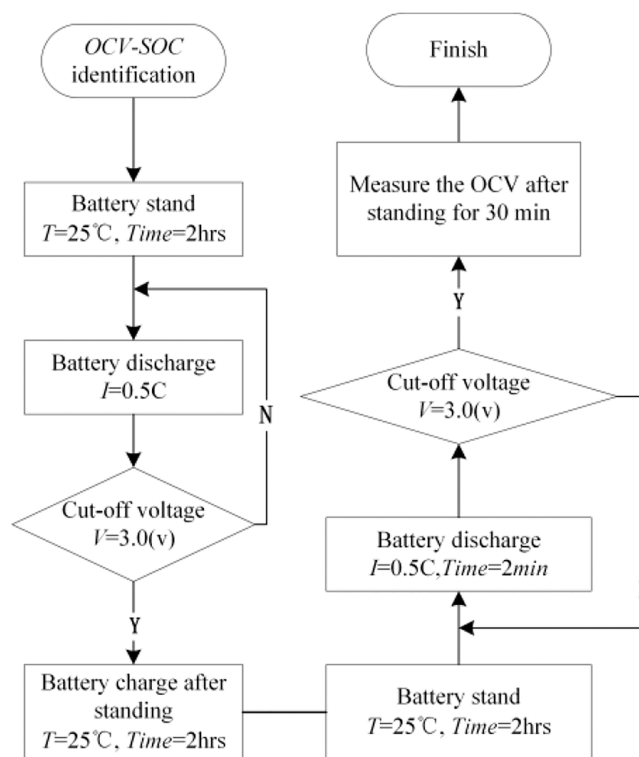 OCV-SOC
identification
Battery stand
T=25℃, Time=2hrs
Battery discharge
I=0.5C
N
Cut-off voltage
V=3.0(v)
Y
Battery charge after
standing
T=25℃, Time=2hrs
Battery stand
T=25℃, Time=2hrs
Battery discharge
I=0.5C,Time=2min
Cut-off voltage
V=3.0(v)
Y
Measure the OCV after
standing for 30 min
Finish